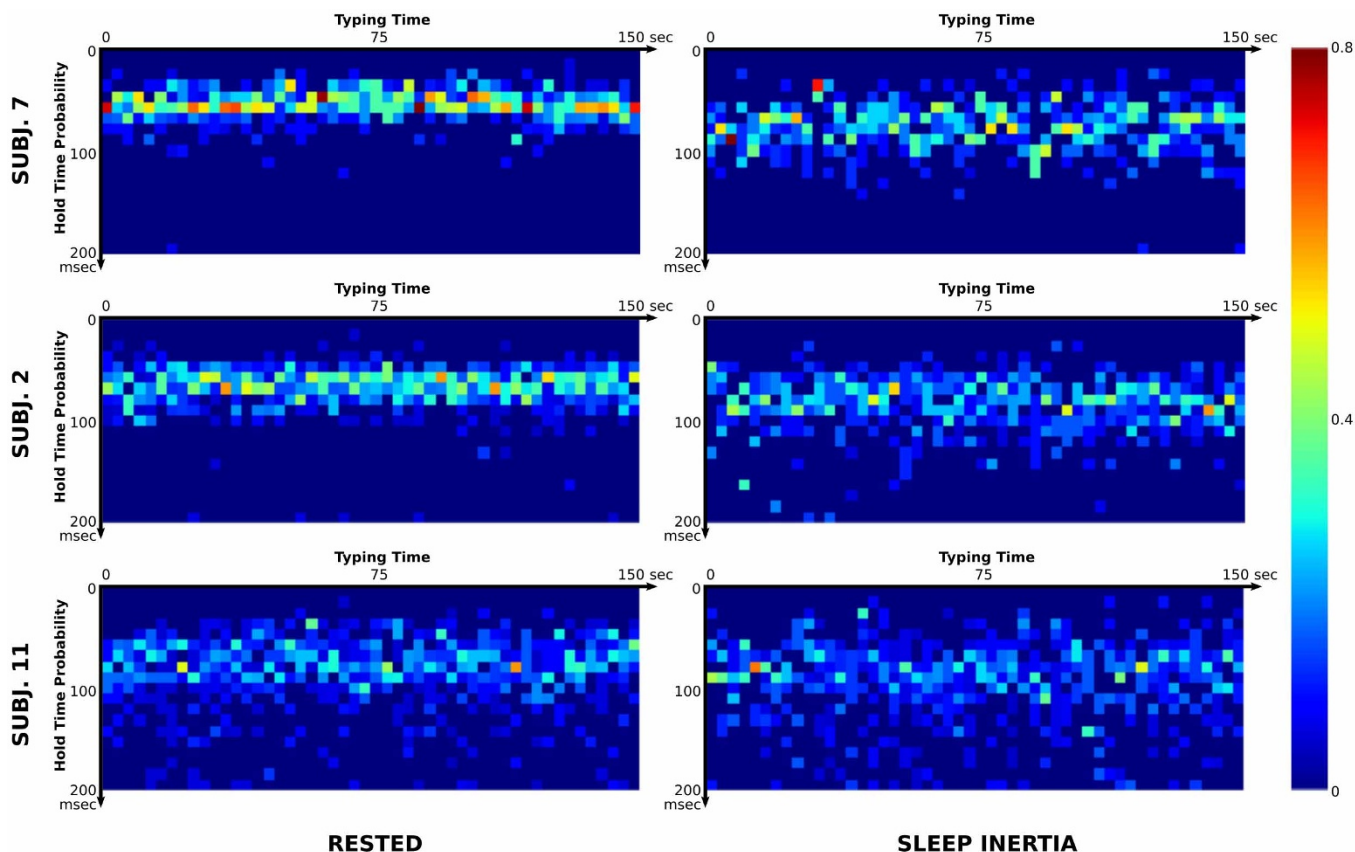 Typing Time
Typing Time
0 75 150 sec
0 75 150 sec
0
0
0.8
SUBJ. 7
Hold Time Probability
100
100
200
200
msec
msec
Typing Time
Typing Time
0 75 150 sec
0 75 150 sec
0
0
SUBJ. 2
Hold Time Probability
100
100
0.4
200
200
msec
msec
Typing Time
Typing Time
0 75 150 sec
0 75 150 sec
0
0
SUBJ. 11
Hold Time Probability
100
100
200
200
0
msec
msec
RESTED
SLEEP INERTIA